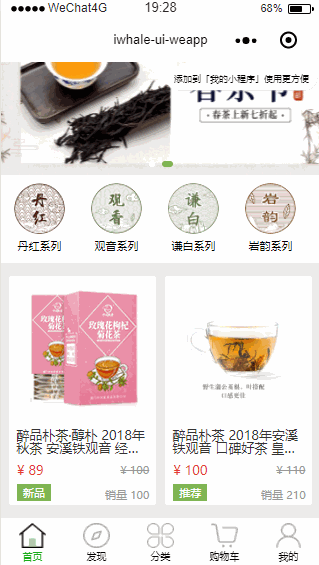 WeChat4G
19:28
68%
iwhale-ui-weapp
添加到「我的小程序」使用更方便
春茶节
· 春茶上新七折起 ·
丹红
观香
谦白
岩韵
丹红系列
观音系列
谦白系列
岩韵系列
玫瑰花枸杞
菊花茶
口感更佳
醉品朴茶·醇朴 2018年
秋茶 安溪铁观音 经...
¥ 89
¥ 100
新品
销量 100
醉品朴茶 2018年安溪
铁观音 口碑好茶 皇...
¥ 100
¥ 110
推荐
销量 210
首页
发现
分类
购物车
我的